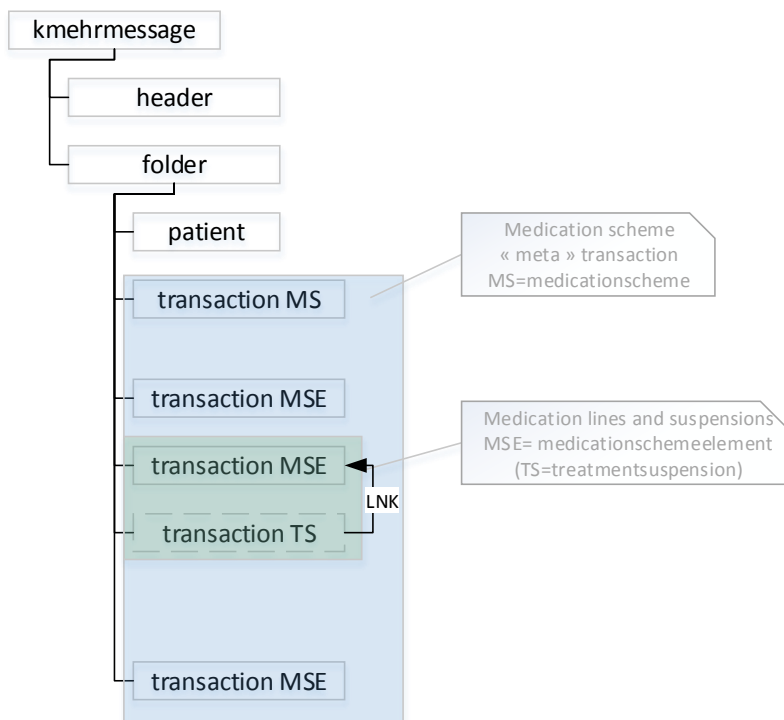 kmehrmessage
header
folder
patient
transaction MS
Medication scheme
« meta » transaction
MS=medicationscheme
transaction MSE
transaction MSE
LNK
transaction TS
Medication lines and suspensions
MSE= medicationschemeelement
(TS=treatmentsuspension)
transaction MSE